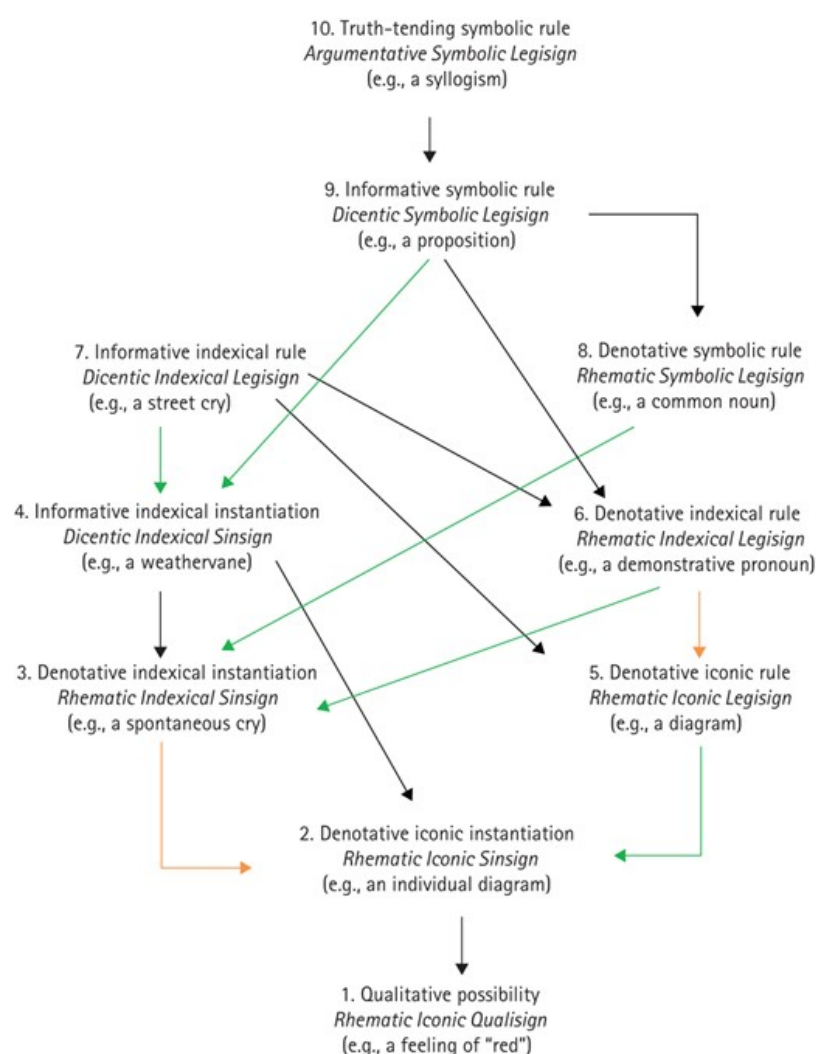 10. Truth-tending symbolic rule
Argumentative Symbolic Legisign
(e.g., a syllogism)
9. Informative symbolic rule
Dicentic Symbolic Legisign
(e.g., a proposition)
7. Informative indexical rule
Dicentic Indexical Legisign
(e.g., a street cry)
8. Denotative symbolic rule
Rhematic Symbolic Legisign
(e.g., a common noun)
4. Informative indexical instantiation
Dicentic Indexical Sinsign
(e.g., a weathervane)
6. Denotative indexical rule
Rhematic Indexical Legisign
(e.g., a demonstrative pronoun)
3. Denotative indexical instantiation
Rhematic Indexical Sinsign
(e.g., a spontaneous cry)
5. Denotative iconic rule
Rhematic Iconic Legisign
(e.g., a diagram)
2. Denotative iconic instantiation
Rhematic Iconic Sinsign
(e.g., an individual diagram)
1. Qualitative possibility
Rhematic Iconic Qualisign
(e.g., a feeling of “red”)